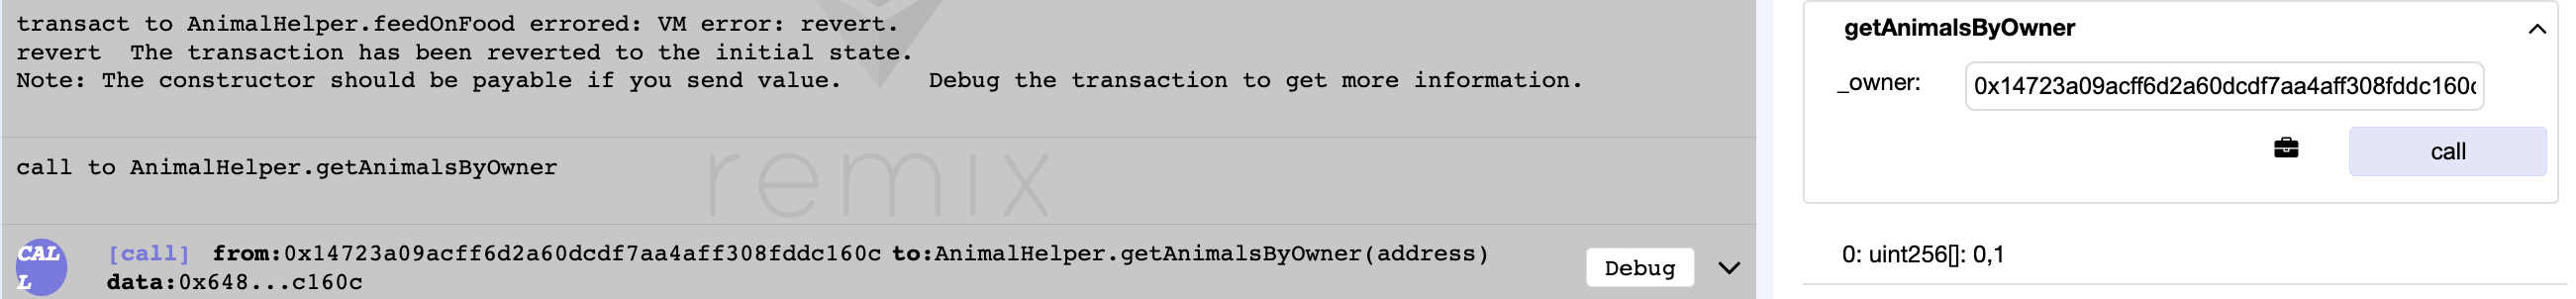 transact to AnimalHelper.feedOnFood errored: VM error: revert.
revert The transaction has been reverted to the initial state.
Note: The constructor should be payable if you send value. Debug the transaction to get more information.
call to AnimalHelper.getAnimalsByOwner
remix
CAL
L
[call] from:0x14723a09acff6d2a60dcdf7aa4aff308fddc160c to:AnimalHelper.getAnimalsByOwner(address)
data:0x648...c160c
Debug
getAnimalsByOwner
_owner: 0x14723a09acff6d2a60dcdf7aa4aff308fddc160c
call
0: uint256[]: 0,1